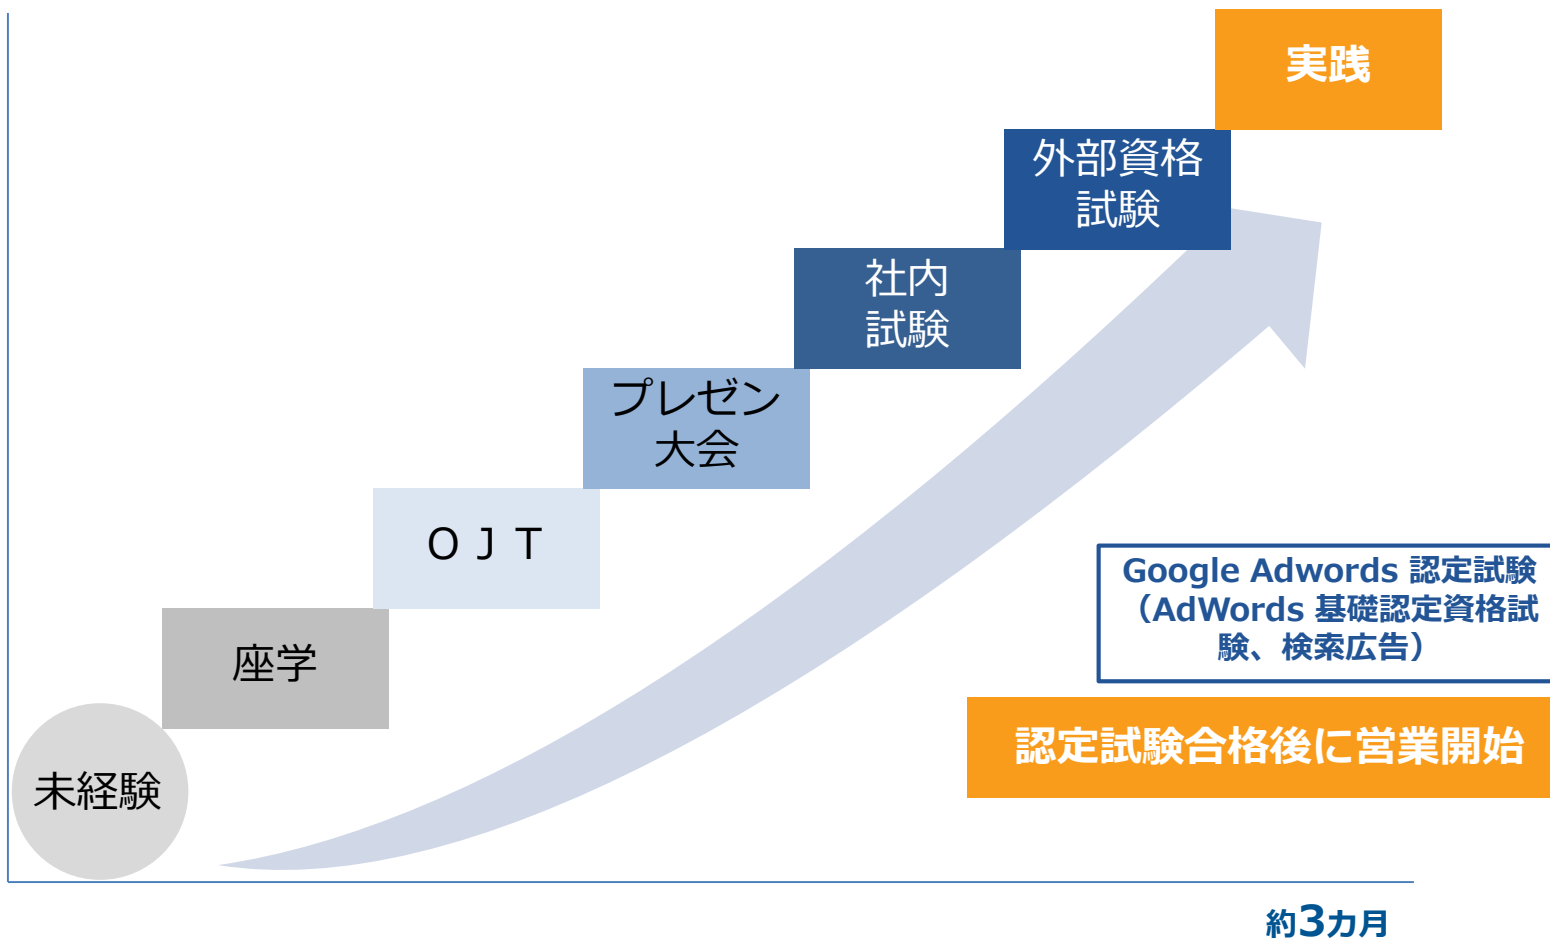 実践
外部資格
試験
社内
試験
プレゼン
大会
ＯＪＴ
座学
未経験
Google Adwords 認定試験
（AdWords 基礎認定資格試
験、検索広告）
認定試験合格後に営業開始
約3カ月